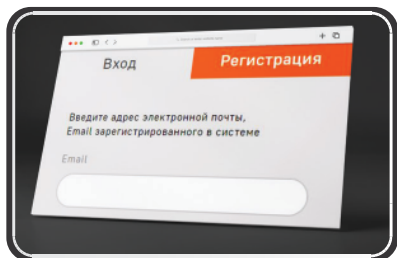 Вход
Регистрация
Введите адрес электронной почты,
Email зарегистрированного в системе
Email